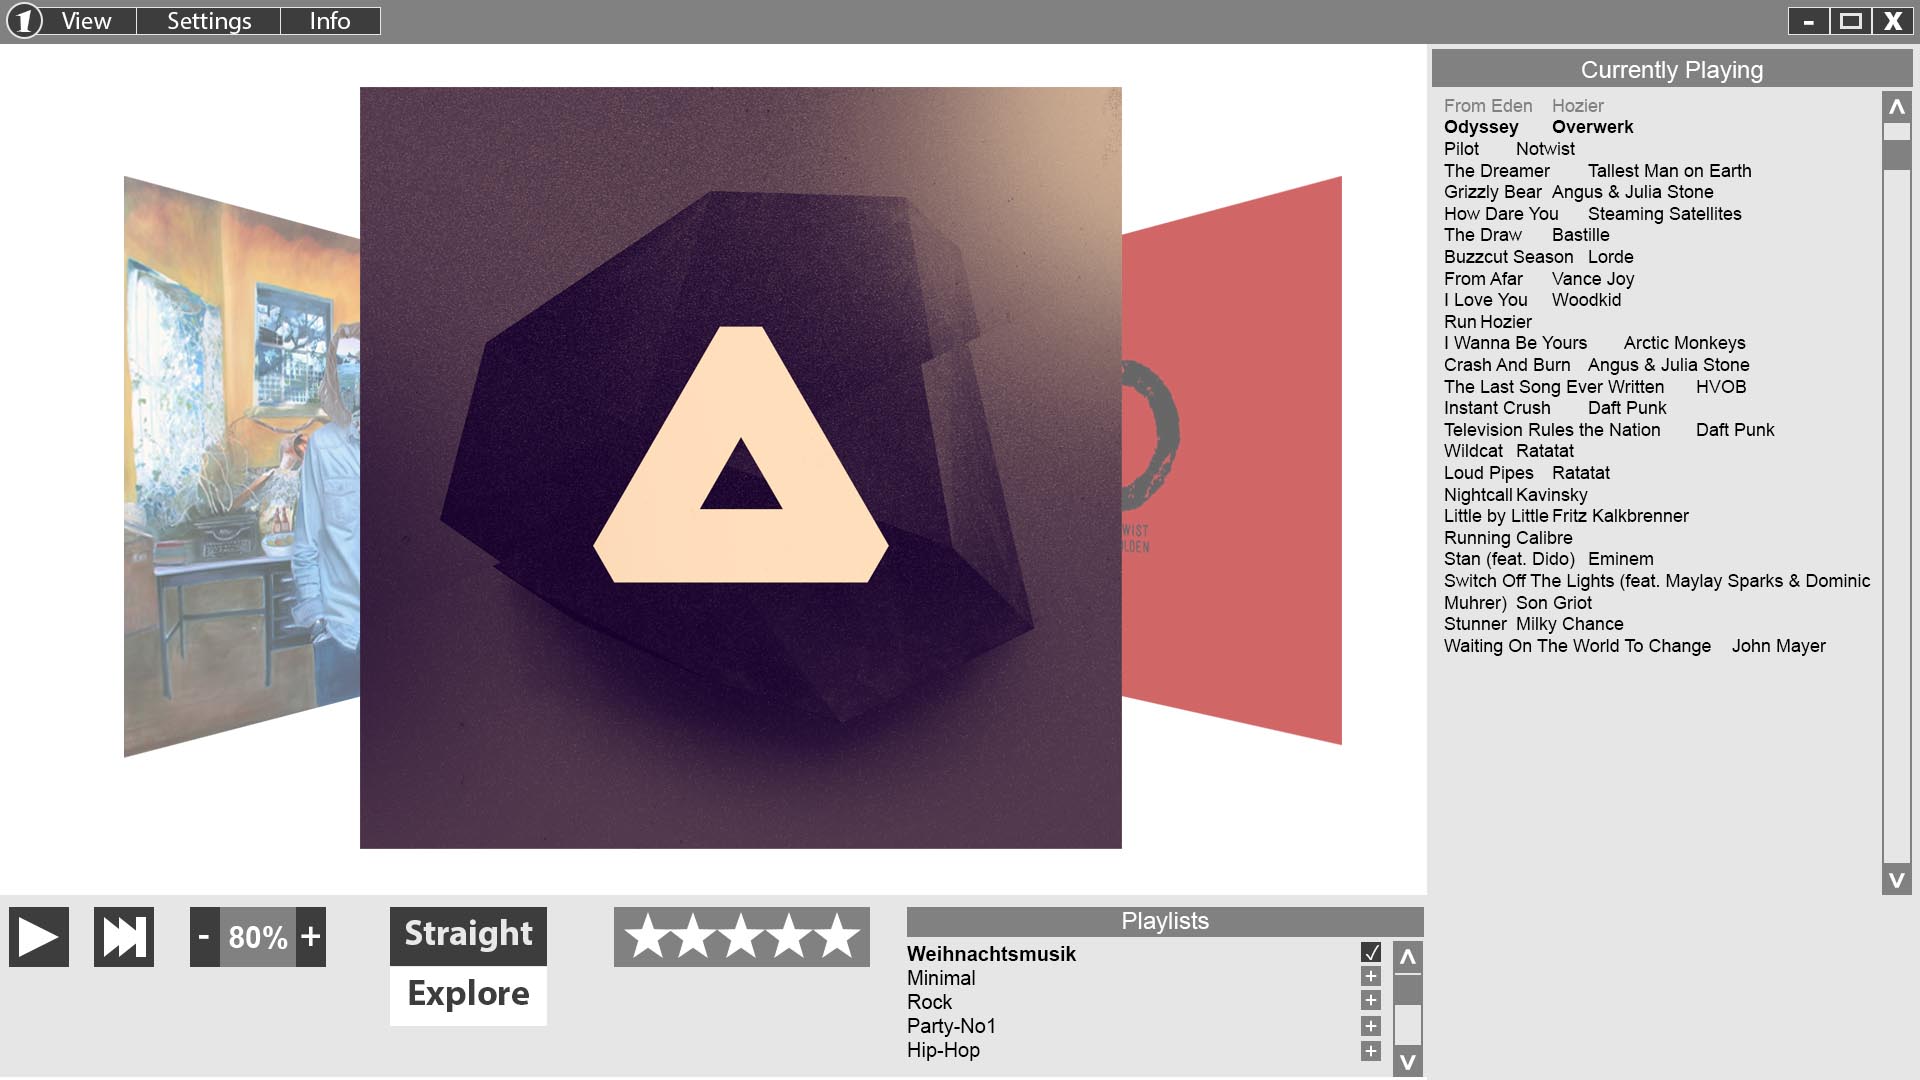 1 View Settings Info - X
Currently Playing
From Eden Hozier
Odyssey Overwerk
Pilot Notwist
The Dreamer Tallest Man on Earth
Grizzly Bear Angus & Julia Stone
How Dare You Steaming Satellites
The Draw Bastille
Buzzcut Season Lorde
From Afar Vance Joy
I Love You Woodkid
Run Hozier
I Wanna Be Yours Arctic Monkeys
Crash And Burn Angus & Julia Stone
The Last Song Ever Written HVOB
Instant Crush Daft Punk
Television Rules the Nation Daft Punk
Wildcat Ratatat
Loud Pipes Ratatat
Nightcall Kavinsky
Little by Little Fritz Kalkbrenner
Running Calibre
Stan (feat. Dido) Eminem
Switch Off The Lights (feat. Maylay Sparks & Dominic
Muhrer) Son Griot
Stunner Milky Chance
Waiting On The World To Change John Mayer
WIST
OLDEN
- 80% +
Straight
Explore
Playlists
Weihnachtsmusik
Minimal +
Rock +
Party-No1 +
Hip-Hop +